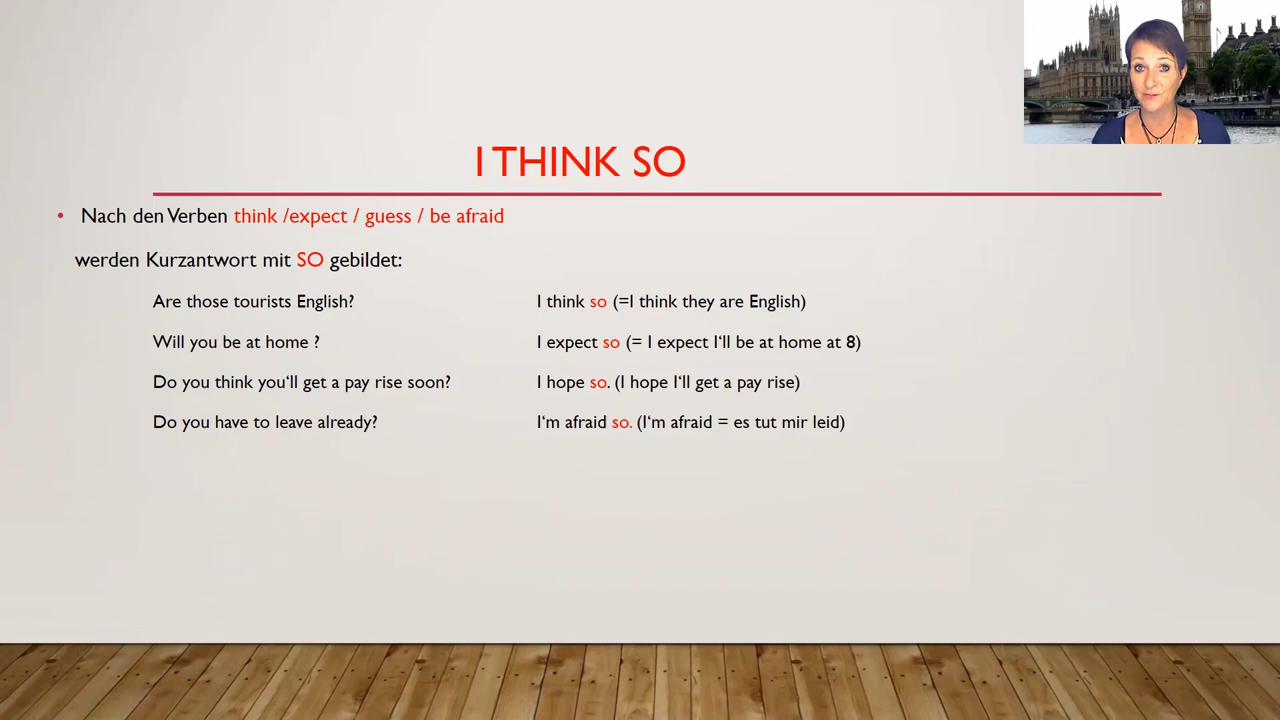 I THINK SO
• Nach den Verben think /expect / guess / be afraid
werden Kurzantwort mit SO gebildet:
Are those tourists English? I think so (=I think they are English)
Will you be at home ? I expect so (= I expect I‘ll be at home at 8)
Do you think you‘ll get a pay rise soon? I hope so. (I hope I‘ll get a pay rise)
Do you have to leave already? I‘m afraid so. (I‘m afraid = es tut mir leid)